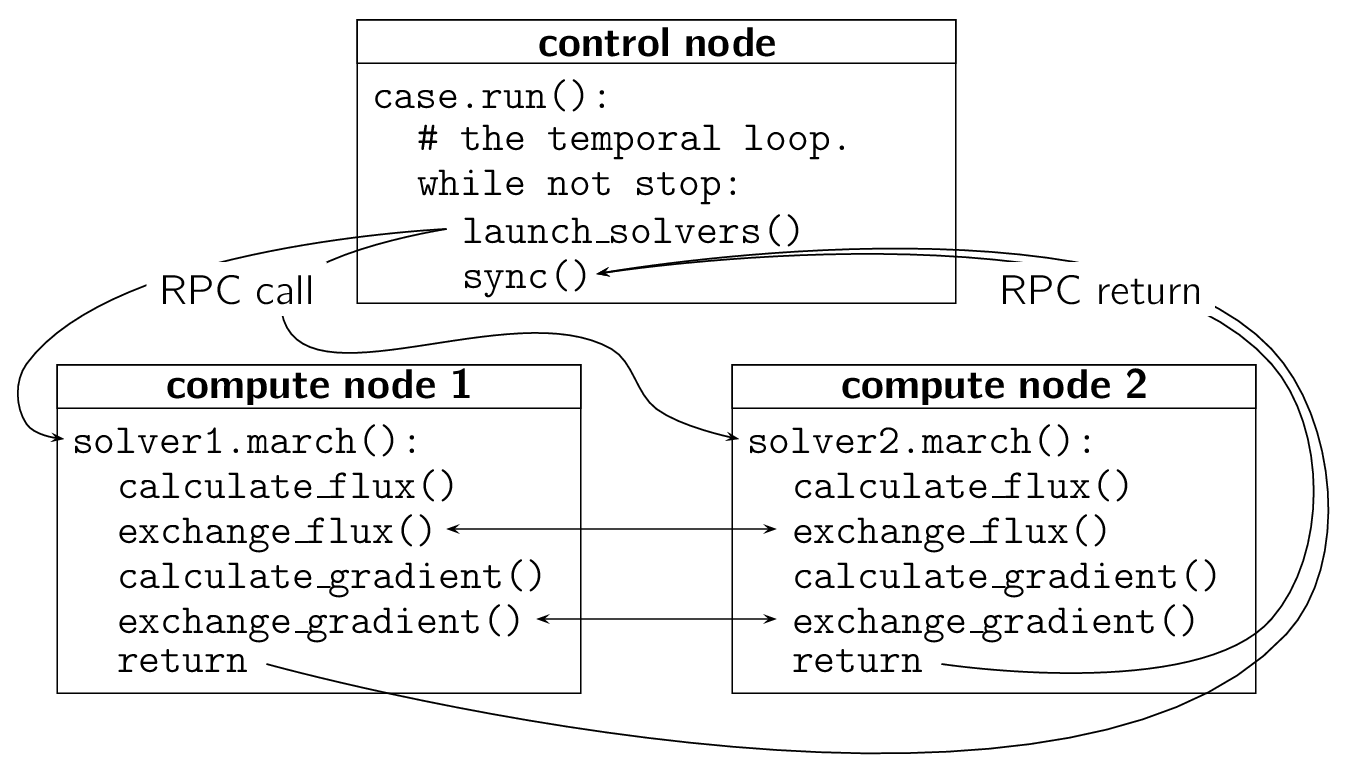 control node
case.run():
# the temporal loop.
while not stop:
launch_solvers()
sync()
RPC call
RPC return
compute node 1
solver1.march():
calculate_flux()
exchange_flux()
calculate_gradient()
exchange_gradient()
return
compute node 2
solver2.march():
calculate_flux()
exchange_flux()
calculate_gradient()
exchange_gradient()
return